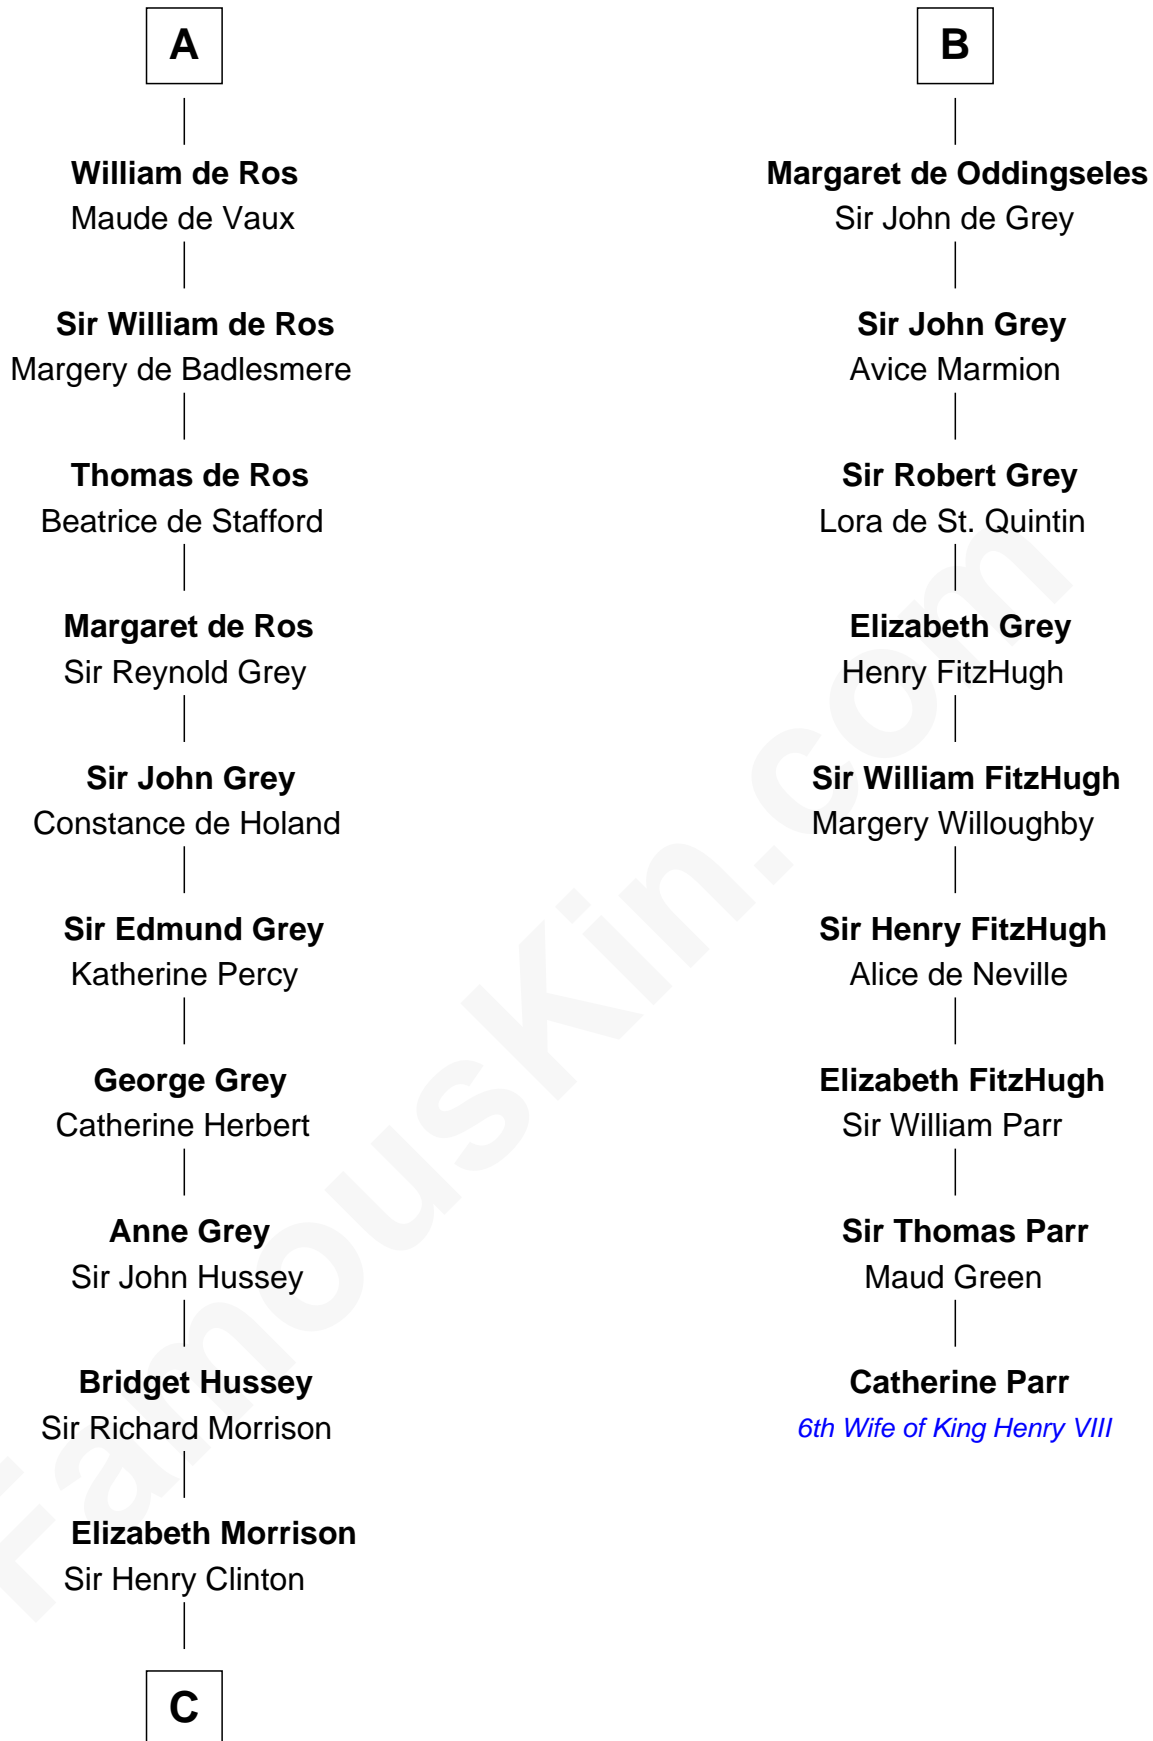 A
William de Ros
Maude de Vaux
Sir William de Ros
Margery de Badlesmere
Thomas de Ros
Beatrice de Stafford
Margaret de Ros
Sir Reynold Grey
Sir John Grey
Constance de Holand
Sir Edmund Grey
Katherine Percy
George Grey
Catherine Herbert
Anne Grey
Sir John Hussey
Bridget Hussey
Sir Richard Morrison
Elizabeth Morrison
Sir Henry Clinton
C
B
Margaret de Oddingseles
Sir John de Grey
Sir John Grey
Avice Marmion
Sir Robert Grey
Lora de St. Quintin
Elizabeth Grey
Henry FitzHugh
Sir William FitzHugh
Margery Willoughby
Sir Henry FitzHugh
Alice de Neville
Elizabeth FitzHugh
Sir William Parr
Sir Thomas Parr
Maud Green
Catherine Parr
6th Wife of King Henry VIII
FamousKin.com